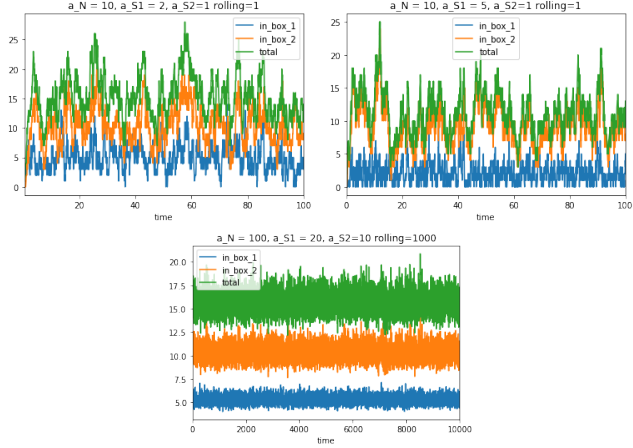 a_N = 10, a_S1 = 2, a_S2=1 rolling=1
in_box_1
in_box_2
total
25
20
15
10
5
0
20
40
60
80
100
time
a_N = 10, a_S1 = 5, a_S2=1 rolling=1
in_box_1
in_box_2
total
25
20
15
10
5
0
0
20
40
60
80
100
time
a_N = 100, a_S1 = 20, a_S2=10 rolling=1000
in_box_1
in_box_2
total
20.0
17.5
15.0
12.5
10.0
7.5
5.0
0
2000
4000
6000
8000
10000
time